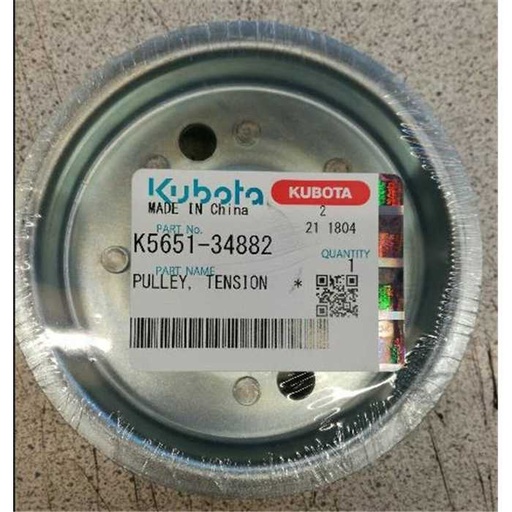 Kubota KUBOTA
MADE IN China 2
PART No. 21 1804
K5651-34882
QUANTITY
1
PART NAME
PULLEY, TENSION *